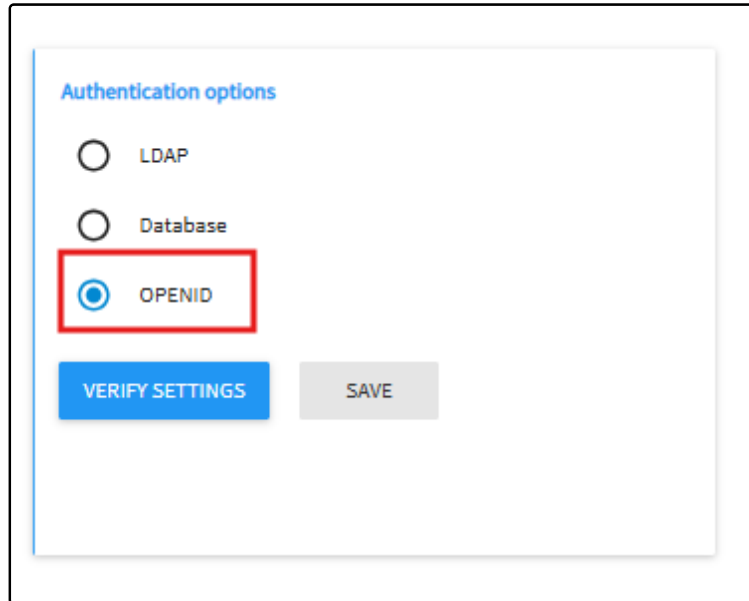 Authentication options
LDAP
Database
OPENID
VERIFY SETTINGS SAVE